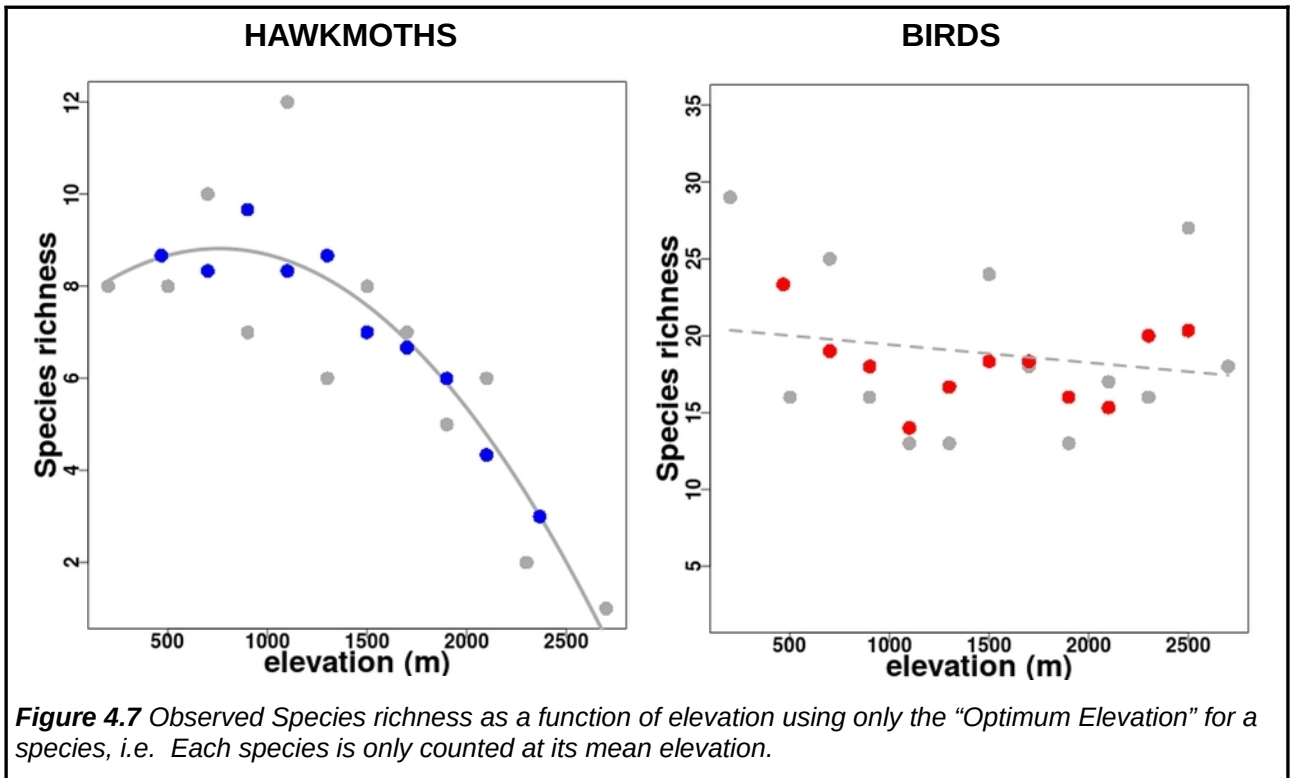 HAWKMOTHS
BIRDS
Species richness
12
10
8
6
4
2
500 1000 1500 2000 2500
elevation (m)
Species richness
35
30
25
20
15
10
5
500 1000 1500 2000 2500
elevation (m)
Figure 4.7 Observed Species richness as a function of elevation using only the “Optimum Elevation” for a
species, i.e. Each species is only counted at its mean elevation.